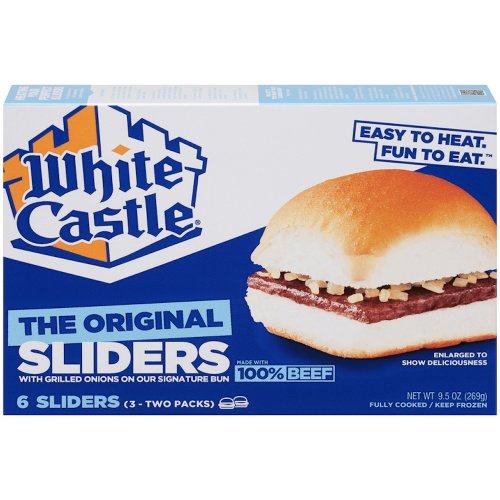 White
Castle®
EASY TO HEAT.
FUN TO EAT.™
THE ORIGINAL
SLIDERS
WITH GRILLED ONIONS ON OUR SIGNATURE BUN
MADE WITH
100% BEEF
ENLARGED TO
SHOW DELICIOUSNESS
6 SLIDERS (3 - TWO PACKS)
NET WT 9.5 OZ (269g)
FULLY COOKED / KEEP FROZEN